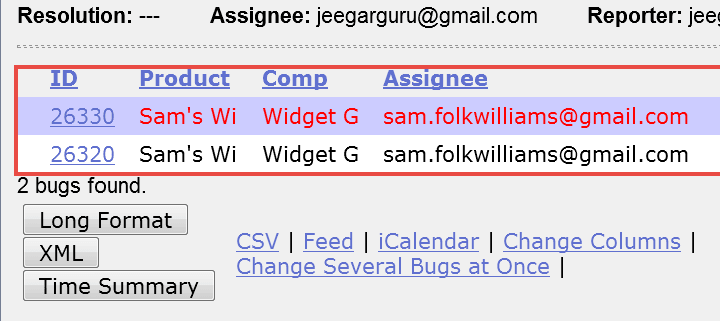 Resolution: --- Assignee: jeegarguru@gmail.com Reporter: jeeg
ID Product Comp Assignee
26330 Sam's Wi Widget G sam.folkwilliams@gmail.com
26320 Sam's Wi Widget G sam.folkwilliams@gmail.com
2 bugs found.
Long Format
XML
CSV | Feed | iCalendar | Change Columns |
Change Several Bugs at Once |
Time Summary